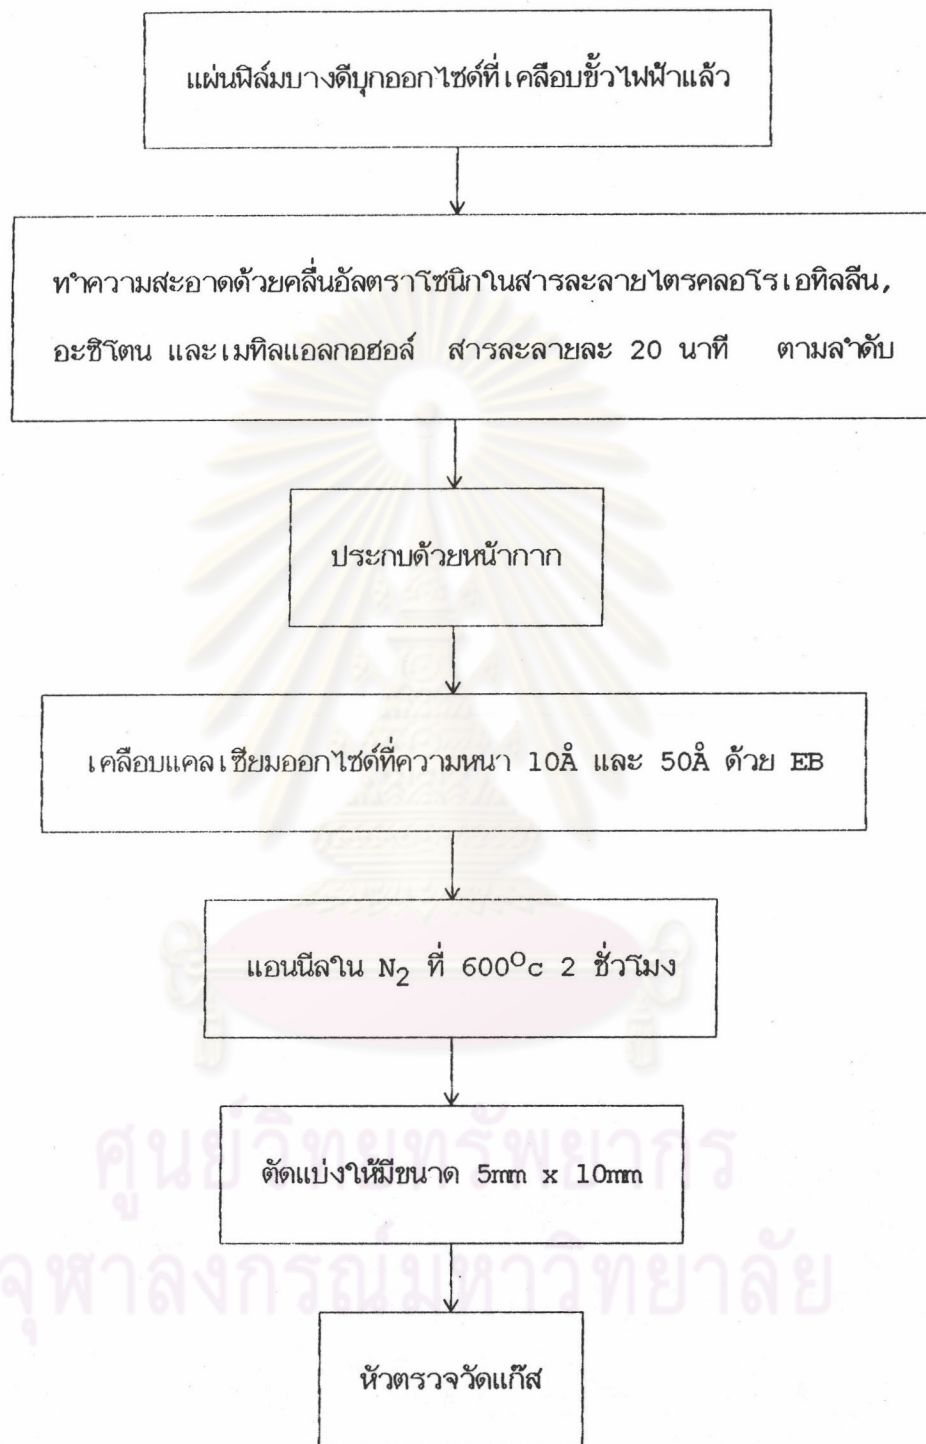 แผ่นฟิล์มบางดีบุกออกไซด์ที่เคลือบขั้วไฟฟ้าแล้ว
ทำความสะอาดด้วยคลื่นอัลตราโซนิกในสารละลายไตรคลอโรเอทิลลีน,
อะซิโตน และเมทิลแอลกอฮอล์ สารละลายละ 20 นาที ตามลำดับ
ประกบด้วยหน้ากาก
เคลือบแคลเซียมออกไซด์ที่ความหนา 10Å และ 50Å ด้วย EB
แอนนีลใน N₂ ที่ 600°c 2 ชั่วโมง
ตัดแบ่งให้มีขนาด 5mm x 10mm
หัวตรวจวัดแก๊ส
ศูนย์วิทยทรัพยากร
จุฬาลงกรณ์มหาวิทยาลัย